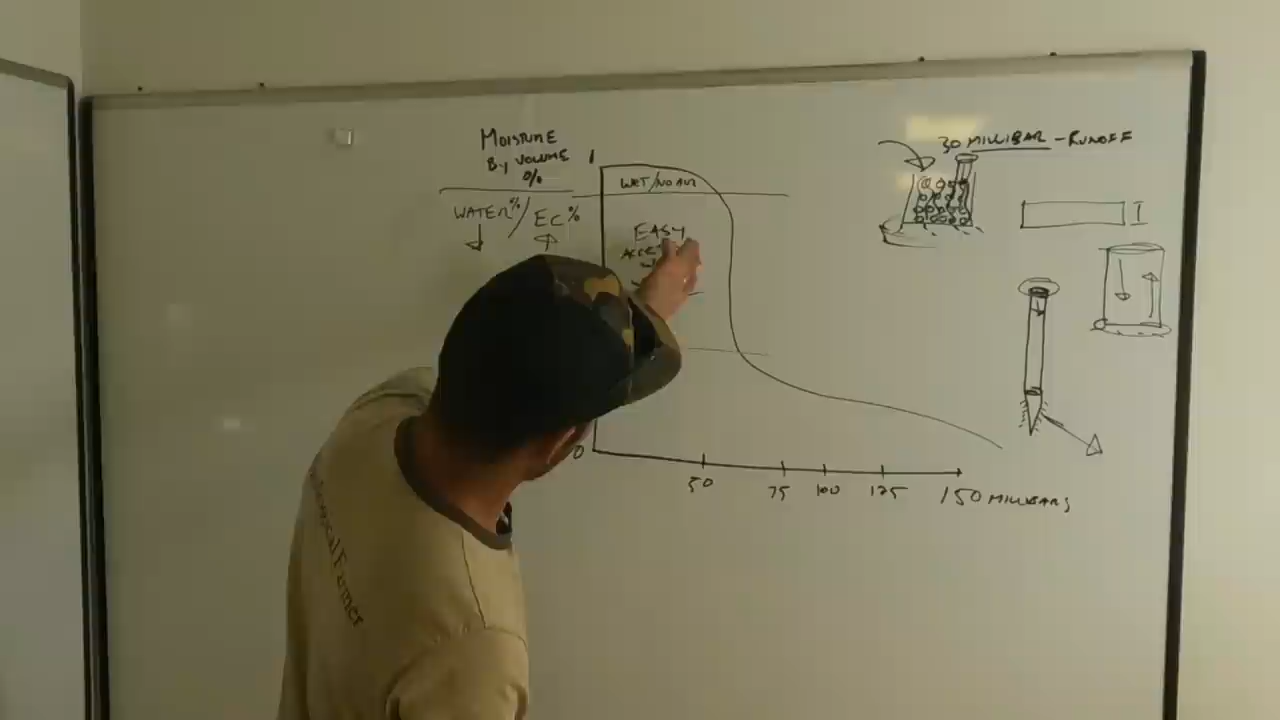 MOISTURE
BY VOLUME
%
WATER%/EC%
1
WET/NO AIR
EASY
0
50
75
100
125
150 MILLIBARS
30 MILLIBAR - RUNOFF
Farmer